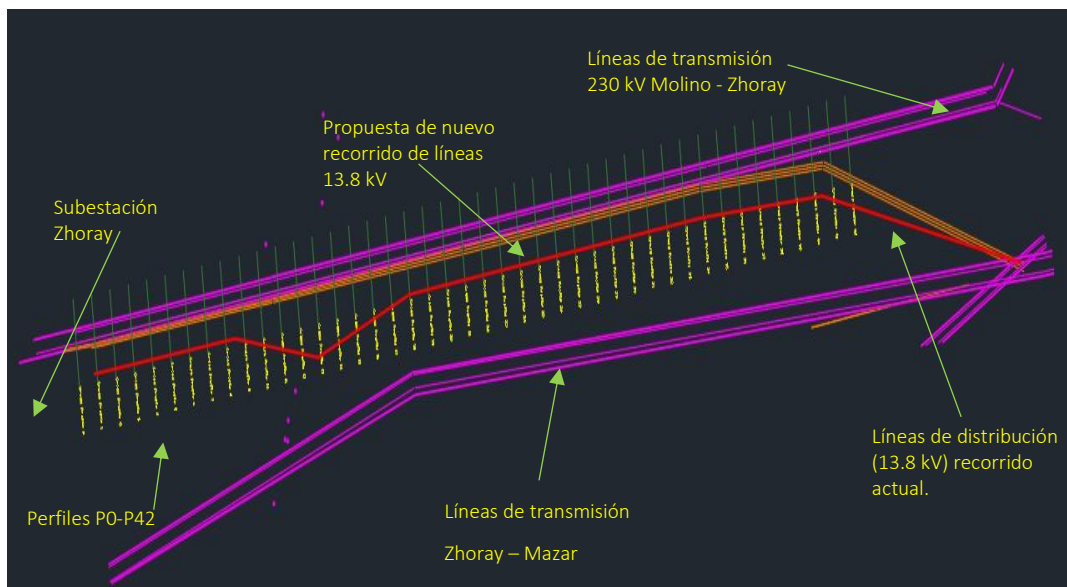 Líneas de transmisión
230 kV Molino - Zhoray
Propuesta de nuevo
recorrido de líneas
13.8 kV
Subestación
Zhoray
Líneas de distribución
(13.8 kV) recorrido
actual.
Perfiles P0-P42
Líneas de transmisión
Zhoray – Mazar